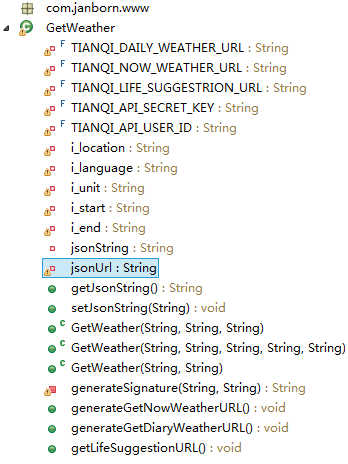 com.janborn.www
GetWeather
TIANQI_DAILY_WEATHER_URL : String
TIANQI_NOW_WEATHER_URL : String
TIANQI_LIFE_SUGGESTRION_URL : String
TIANQI_API_SECRET_KEY : String
TIANQI_API_USER_ID : String
i_location : String
i_language : String
i_unit : String
i_start : String
i_end : String
jsonString : String
jsonUrl : String
getJsonString() : String
setJsonString(String) : void
GetWeather(String, String, String)
GetWeather(String, String, String, String, String)
GetWeather(String, String)
generateSignature(String, String) : String
generateGetNowWeatherURL() : void
generateGetDiaryWeatherURL() : void
getLifeSuggestionURL() : void